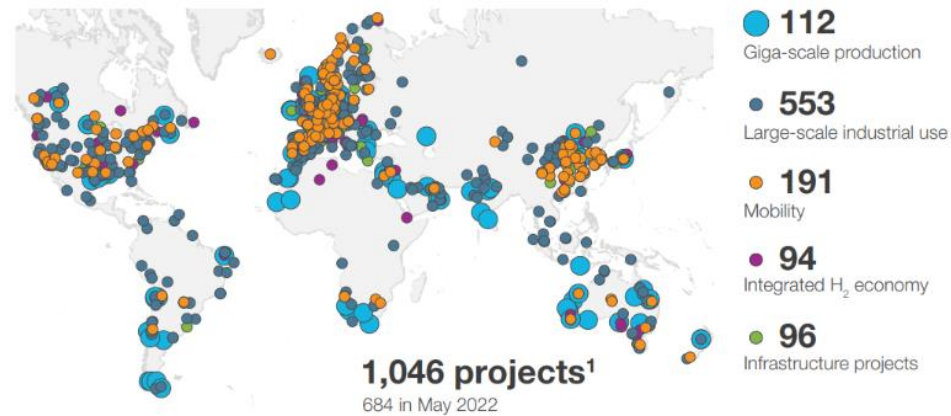 112
Giga-scale production
553
Large-scale industrial use
191
Mobility
94
Integrated H₂ economy
96
Infrastructure projects
1,046 projects¹
684 in May 2022